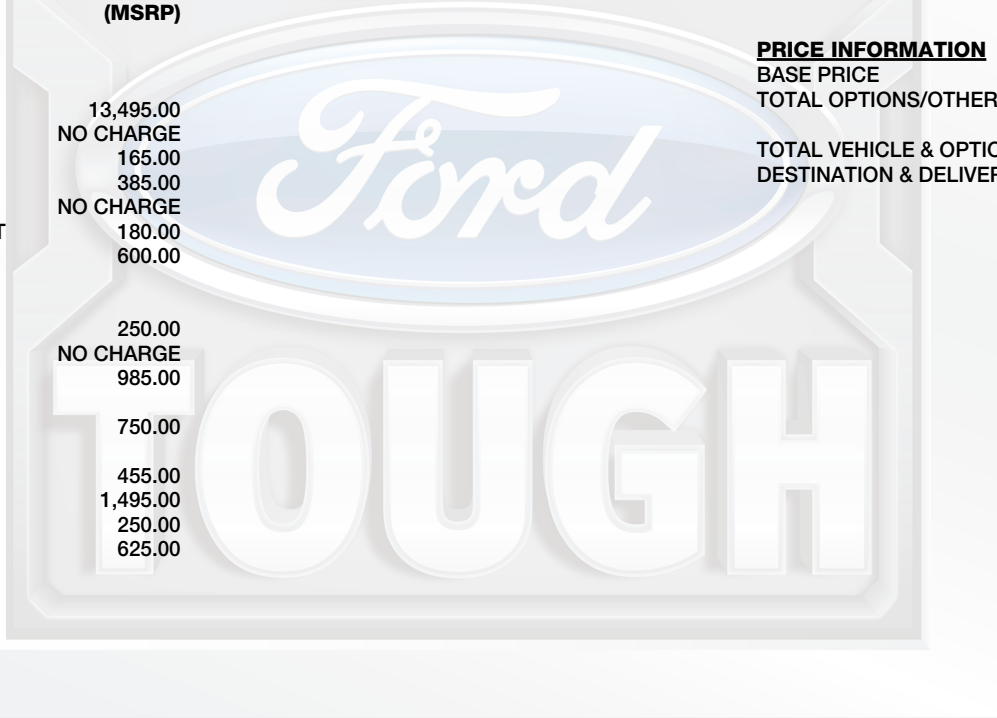 (MSRP)
13,495.00
NO CHARGE
165.00
385.00
NO CHARGE
T
180.00
600.00
250.00
NO CHARGE
985.00
750.00
455.00
1,495.00
250.00
625.00
PRICE INFORMATION
BASE PRICE
TOTAL OPTIONS/OTHER
TOTAL VEHICLE & OPTIO
DESTINATION & DELIVER
Ford
TOUGH